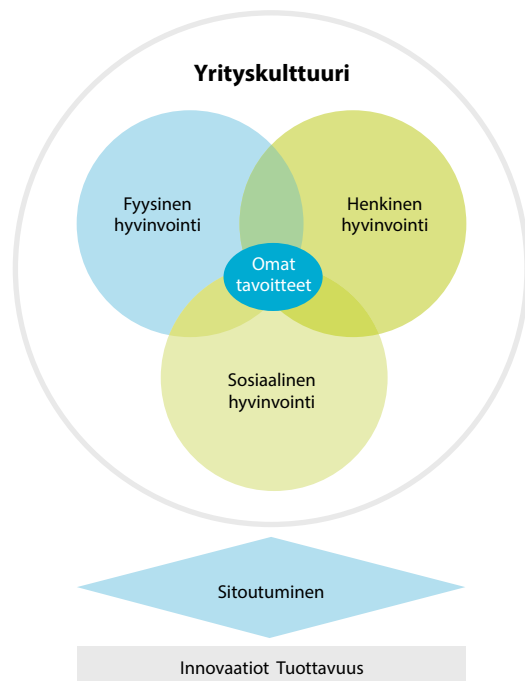 Yrityskulttuuri
Fyysinen
hyvinvointi
Henkinen
hyvinvointi
Omat
tavoitteet
Sosiaalinen
hyvinvointi
Sitoutuminen
Innovaatiot Tuottavuus